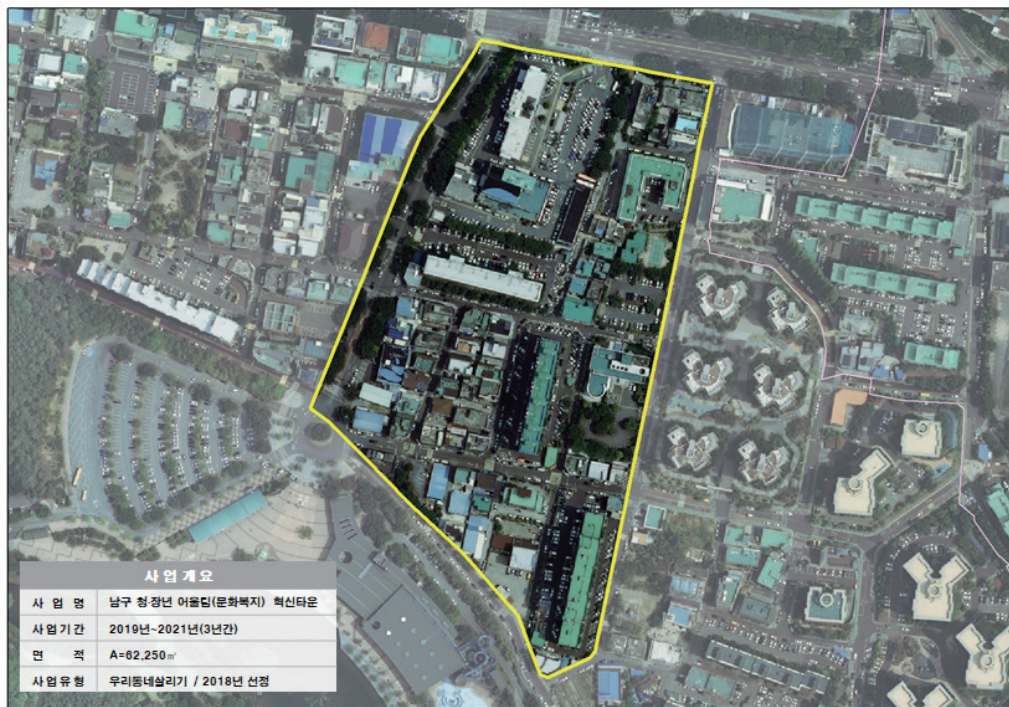 사업개요
사 업 명 남구 청·장년 어울림(문화복지) 혁신타운
사업기간 2019년~2021년(3년간)
면 적 A=62,250㎡
사업유형 우리동네살리기 / 2018년 선정